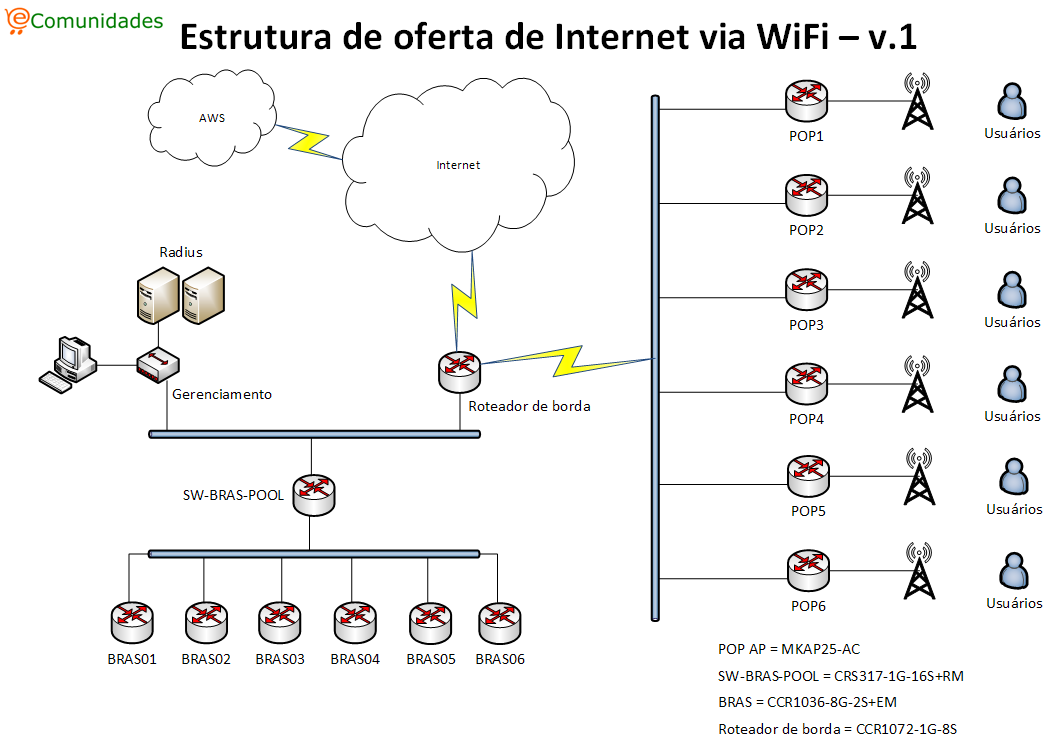 eComunidades
Estrutura de oferta de Internet via WiFi – v.1
AWS
Internet
Radius
Gerenciamento
Roteador de borda
SW-BRAS-POOL
BRAS01 BRAS02 BRAS03 BRAS04 BRAS05 BRAS06
POP1 Usuários
POP2 Usuários
POP3 Usuários
POP4 Usuários
POP5 Usuários
POP6 Usuários
POP AP = MKAP25-AC
SW-BRAS-POOL = CRS317-1G-16S+RM
BRAS = CCR1036-8G-2S+EM
Roteador de borda = CCR1072-1G-8S